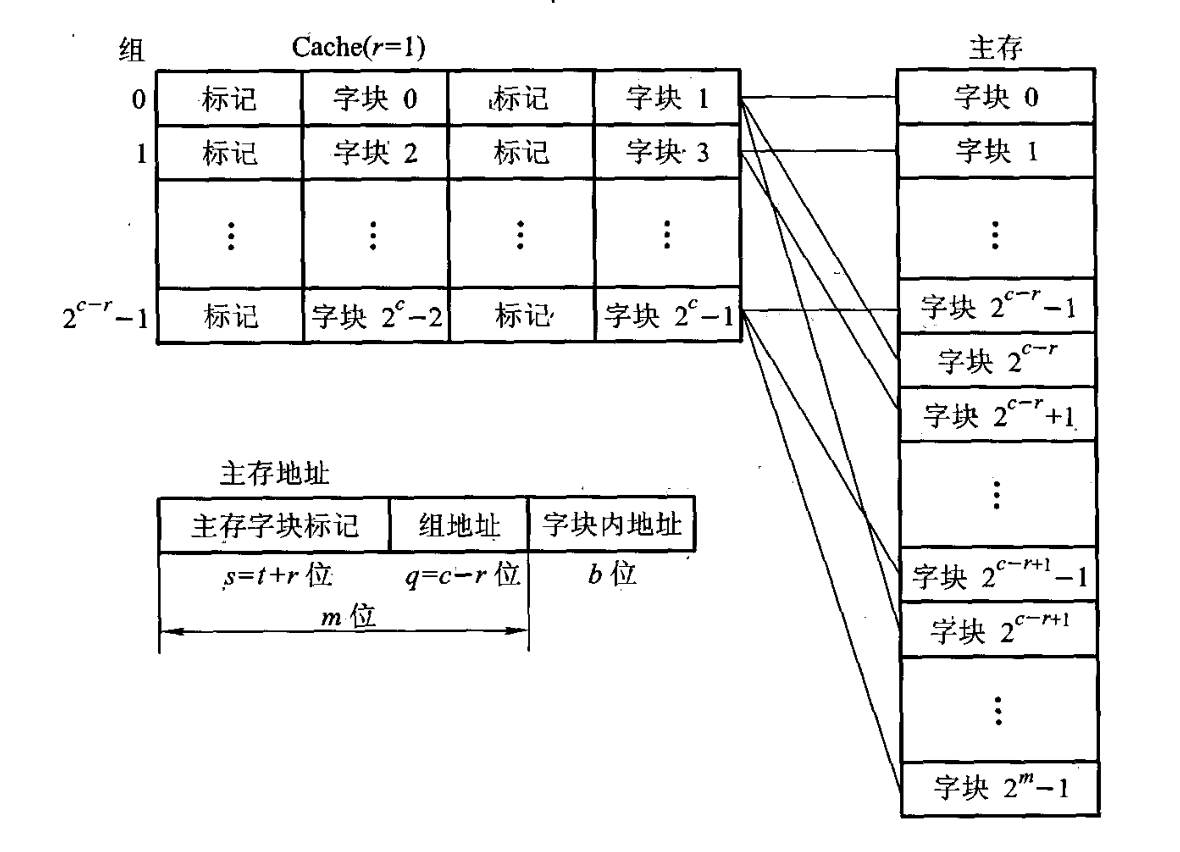 组 Cache(r=1) 主存
0 标记 字块 0 标记 字块 1 字块 0
1 标记 字块 2 标记 字块 3 字块 1
⋮ ⋮ ⋮ ⋮ ⋮
2^{c-r}-1 标记 字块 2^c-2 标记 字块 2^c-1 字块 2^{c-r}-1
字块 2^{c-r}
字块 2^{c-r}+1
⋮
字块 2^{c-r+1}-1
字块 2^{c-r+1}
⋮
字块 2^m-1
主存地址
主存字块标记 组地址 字块内地址
s=t+r 位 q=c-r 位 b 位
m 位